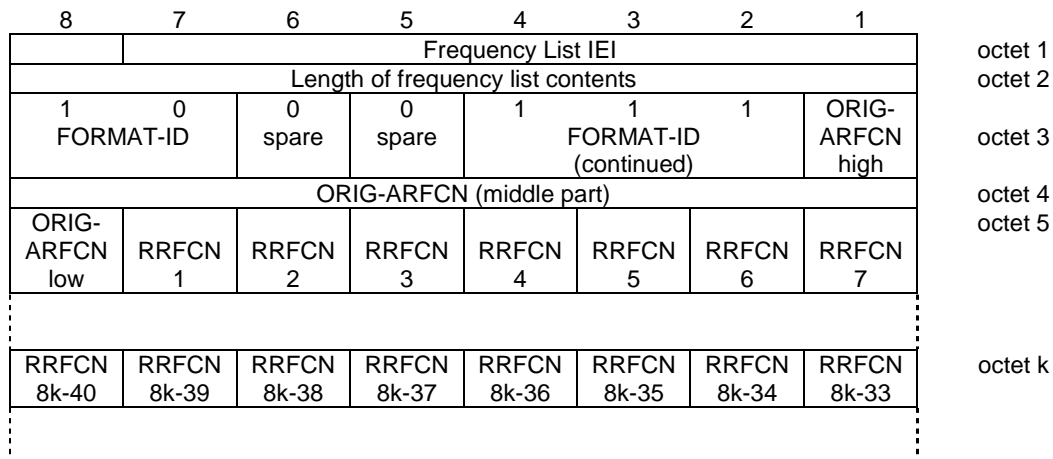 8 7 6 5 4 3 2 1
Frequency List IEI octet 1
Length of frequency list contents octet 2
1 0 0 0 1 1 1 ORIG-
FORMAT-ID spare spare FORMAT-ID ARFCN octet 3
(continued) high
ORIG-ARFCN (middle part) octet 4
ORIG- octet 5
ARFCN RRFCN RRFCN RRFCN RRFCN RRFCN RRFCN RRFCN
low 1 2 3 4 5 6 7
RRFCN RRFCN RRFCN RRFCN RRFCN RRFCN RRFCN RRFCN octet k
8k-40 8k-39 8k-38 8k-37 8k-36 8k-35 8k-34 8k-33